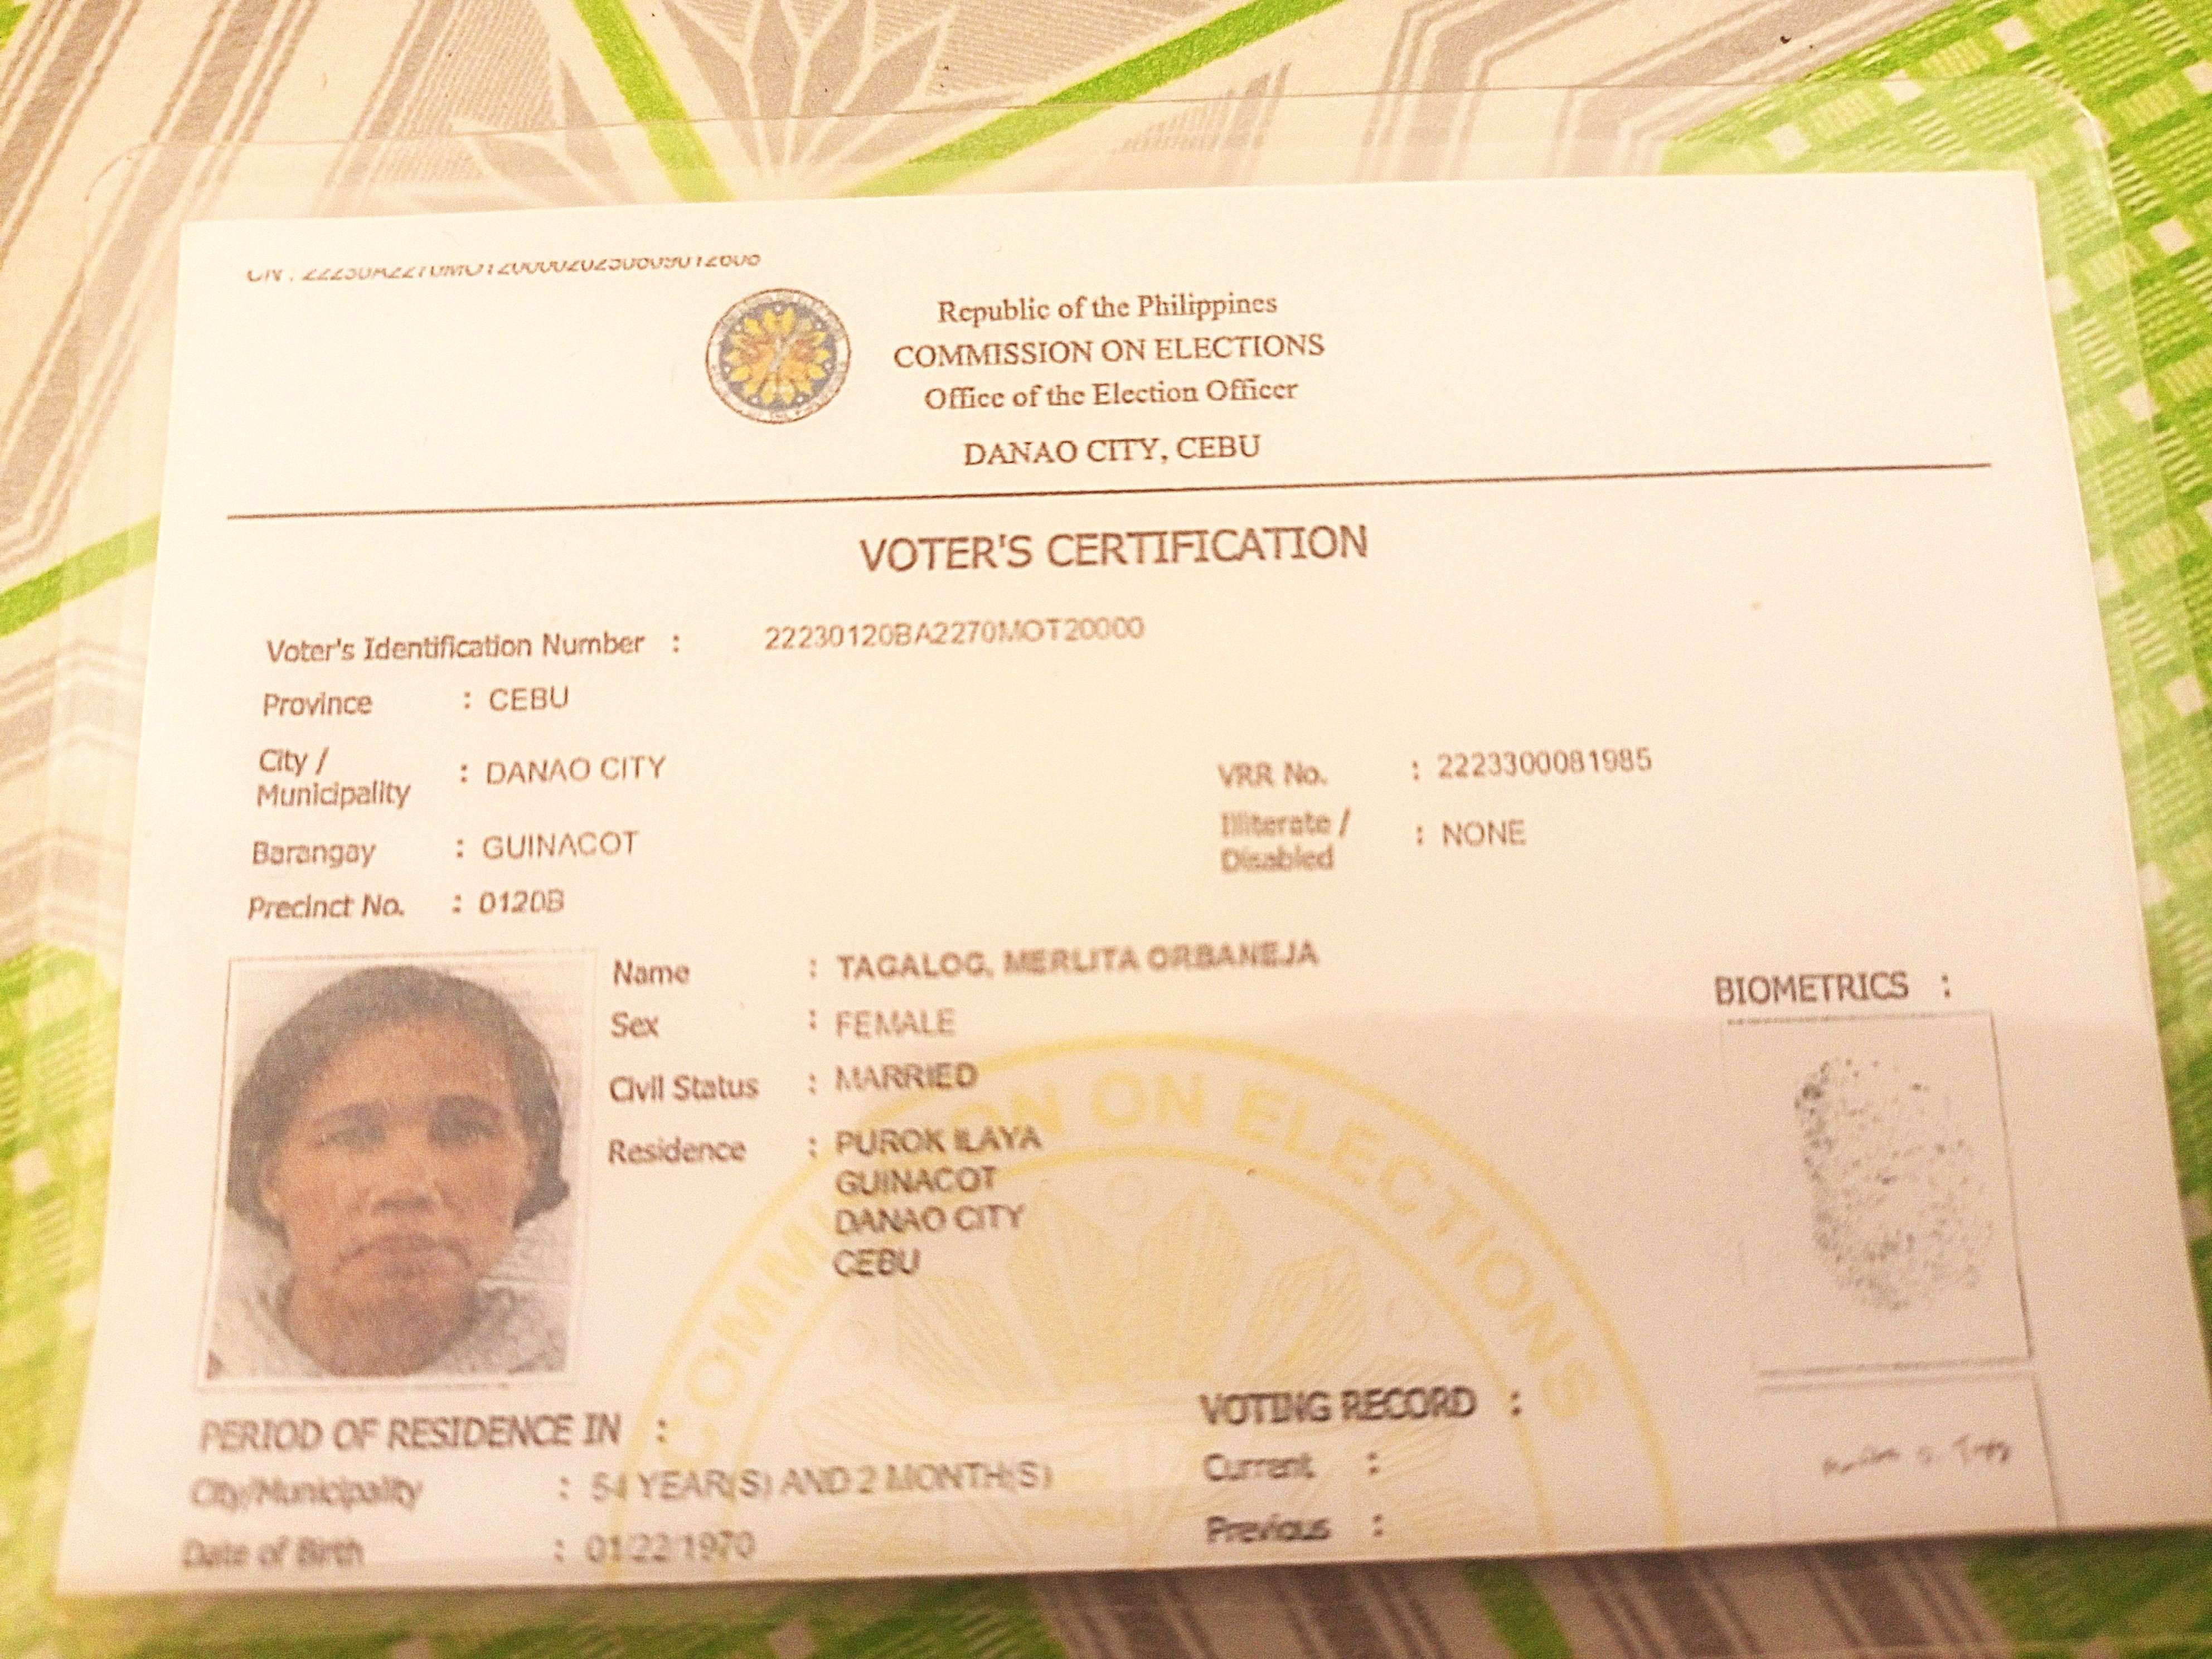 Republic of the Philippines
COMMISSION ON ELECTIONS
Office of the Election Officer
DANAO CITY, CEBU
VOTER'S CERTIFICATION
Voter's Identification Number : 22230120BA2270MOT20000
Province : CEBU
City / Municipality : DANAO CITY
VRR No. : 2223300081985
Barangay : GUINACOT
Illiterate / Disabled : NONE
Precinct No. : 0120B
Name : TAGALOG, MERLITA ORBANEJA
Sex : FEMALE
Civil Status : MARRIED
Residence : PUROK ILAYA
GUINACOT
DANAO CITY
CEBU
BIOMETRICS :
COMMISSION ON ELECTIONS
PERIOD OF RESIDENCE IN :
City/Municipality : 54 YEAR(S) AND 2 MONTH(S)
Date of Birth : 01/22/1970
VOTING RECORD :
Current :
Previous :